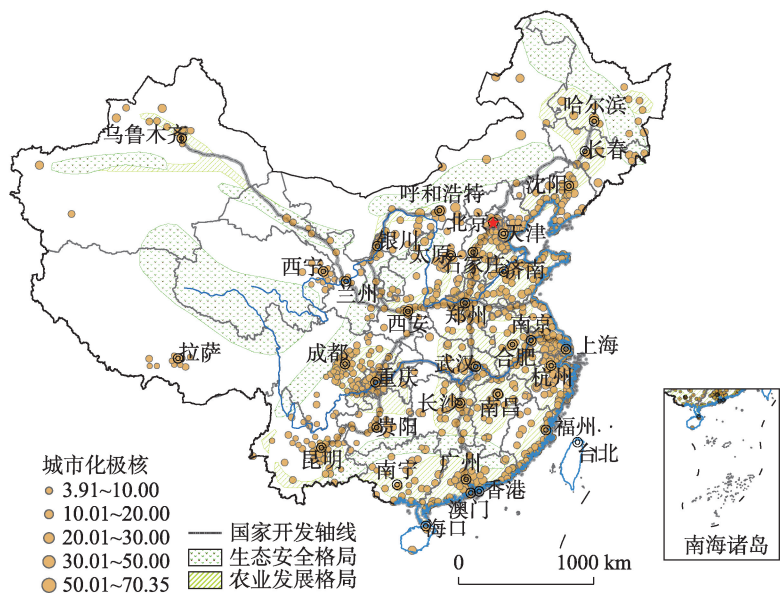 哈尔滨
乌鲁木齐
长春
沈阳
呼和浩特
北京
天津
银川
太原
石家庄
济南
西宁
兰州
西安
郑州
南京
上海
合肥
拉萨
成都
武汉
杭州
重庆
长沙
南昌
贵阳
福州
台北
昆明
南宁
广州
香港
澳门
海口
城市化极核
3.91~10.00
10.01~20.00
20.01~30.00
30.01~50.00
50.01~70.35
国家开发轴线
生态安全格局
农业发展格局
0 1000 km
南海诸岛